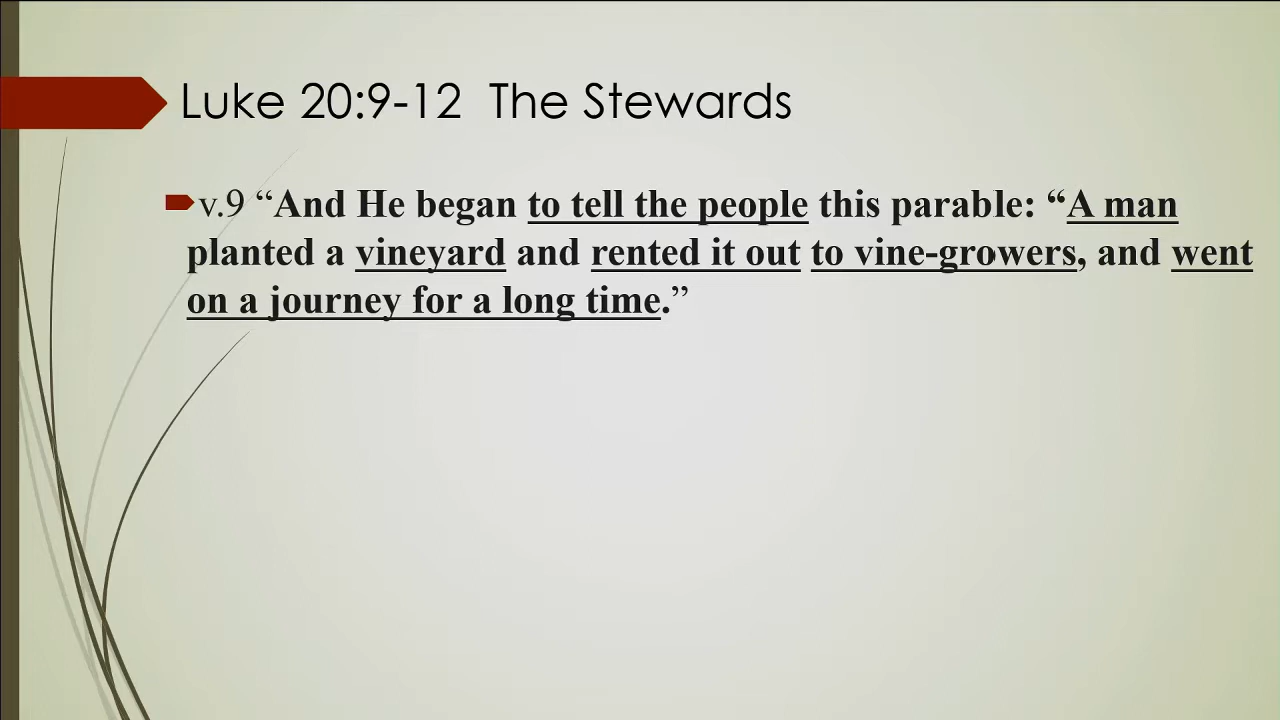 Luke 20:9-12  The Stewards
v.9 “And He began to tell the people this parable: “A man
planted a vineyard and rented it out to vine-growers, and went
on a journey for a long time.”